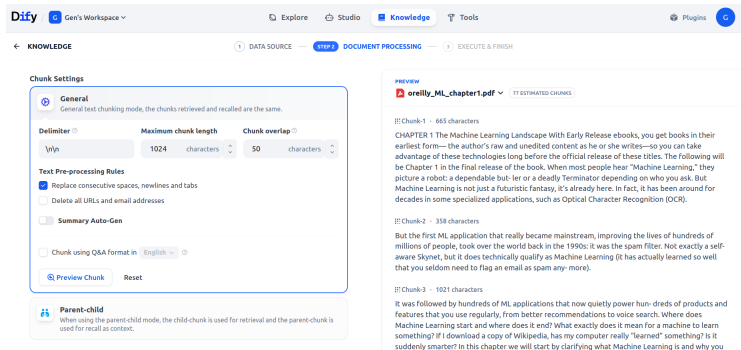 Dify / G Gen's Workspace Explore Studio Knowledge Tools Plugins G
← KNOWLEDGE 1 DATA SOURCE STEP 2 DOCUMENT PROCESSING 3 EXECUTE & FINISH
Chunk Settings
General
General text chunking mode, the chunks retrieved and recalled are the same.
Delimiter Maximum chunk length Chunk overlap
\n\n 1024 characters 50 characters
Text Pre-processing Rules
Replace consecutive spaces, newlines and tabs
Delete all URLs and email addresses
Summary Auto-Gen
Chunk using Q&A format in English
Preview Chunk Reset
Parent-child
When using the parent-child mode, the child-chunk is used for retrieval and the parent-chunk is
used for recall as context.
PREVIEW
oreilly_ML_chapter1.pdf 77 ESTIMATED CHUNKS
Chunk-1 · 665 characters
CHAPTER 1 The Machine Learning Landscape With Early Release ebooks, you get books in their
earliest form— the author's raw and unedited content as he or she writes—so you can take
advantage of these technologies long before the official release of these titles. The following will
be Chapter 1 in the final release of the book. When most people hear "Machine Learning," they
picture a robot: a dependable but- ler or a deadly Terminator depending on who you ask. But
Machine Learning is not just a futuristic fantasy, it's already here. In fact, it has been around for
decades in some specialized applications, such as Optical Character Recognition (OCR).
Chunk-2 · 358 characters
But the first ML application that really became mainstream, improving the lives of hundreds of
millions of people, took over the world back in the 1990s: it was the spam filter. Not exactly a self-
aware Skynet, but it does technically qualify as Machine Learning (it has actually learned so well
that you seldom need to flag an email as spam any- more).
Chunk-3 · 1021 characters
It was followed by hundreds of ML applications that now quietly power hun- dreds of products and
features that you use regularly, from better recommendations to voice search. Where does
Machine Learning start and where does it end? What exactly does it mean for a machine to learn
something? If I download a copy of Wikipedia, has my computer really "learned" something? Is it
suddenly smarter? In this chapter we will start by clarifying what Machine Learning is and why you